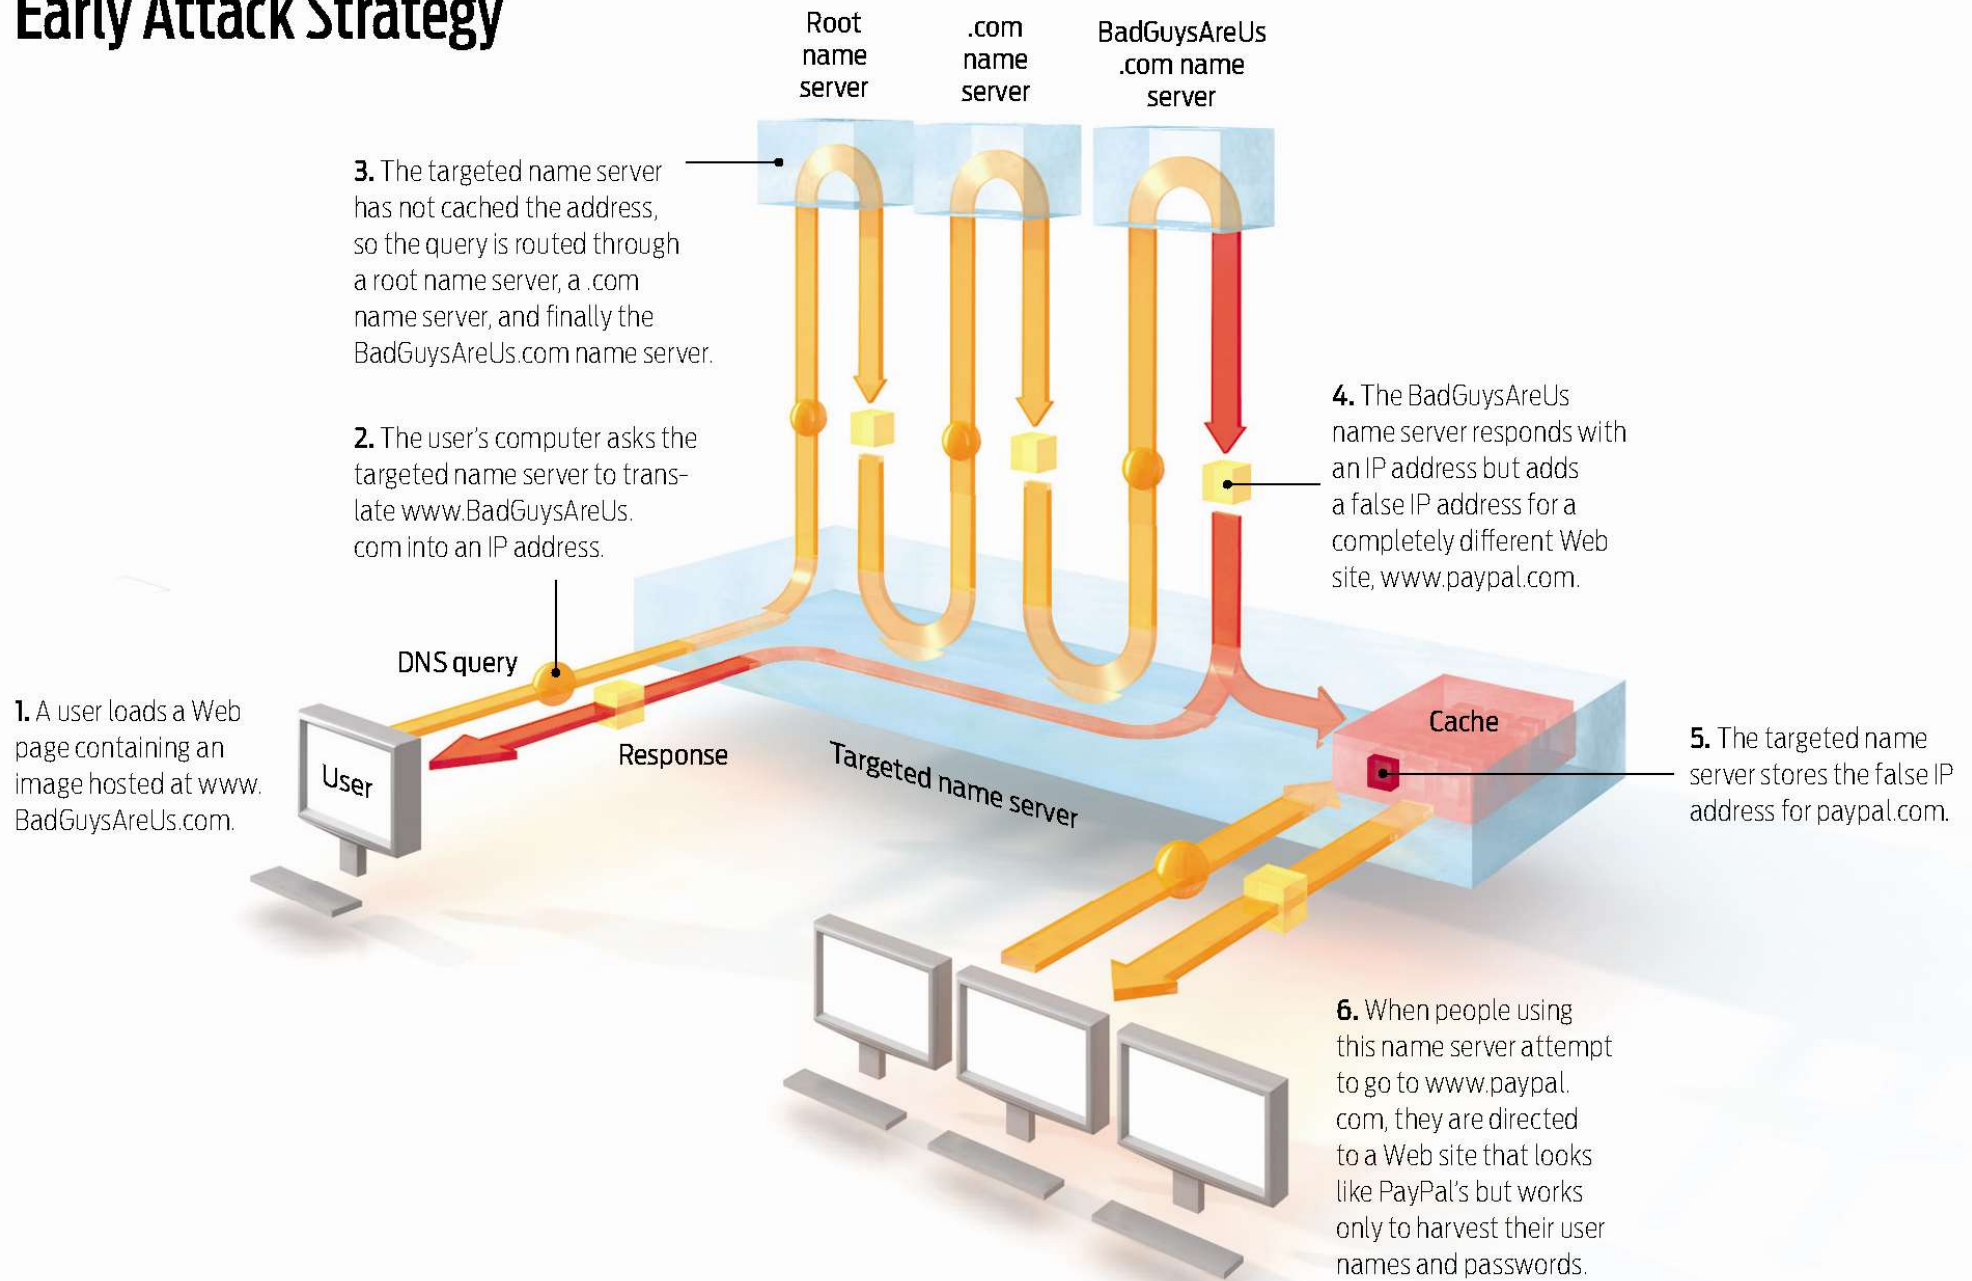 Early Attack Strategy
Root
name
server
.com
name
server
BadGuysAreUs
.com name
server
3. The targeted name server
has not cached the address,
so the query is routed through
a root name server, a .com
name server, and finally the
BadGuysAreUs.com name server.
2. The user's computer asks the
targeted name server to trans-
late www.BadGuysAreUs.
com into an IP address.
4. The BadGuysAreUs
name server responds with
an IP address but adds
a false IP address for a
completely different Web
site, www.paypal.com.
DNS query
1. A user loads a Web
page containing an
image hosted at www.
BadGuysAreUs.com.
User
Response
Targeted name server
Cache
5. The targeted name
server stores the false IP
address for paypal.com.
6. When people using
this name server attempt
to go to www.paypal.
com, they are directed
to a Web site that looks
like PayPal's but works
only to harvest their user
names and passwords.